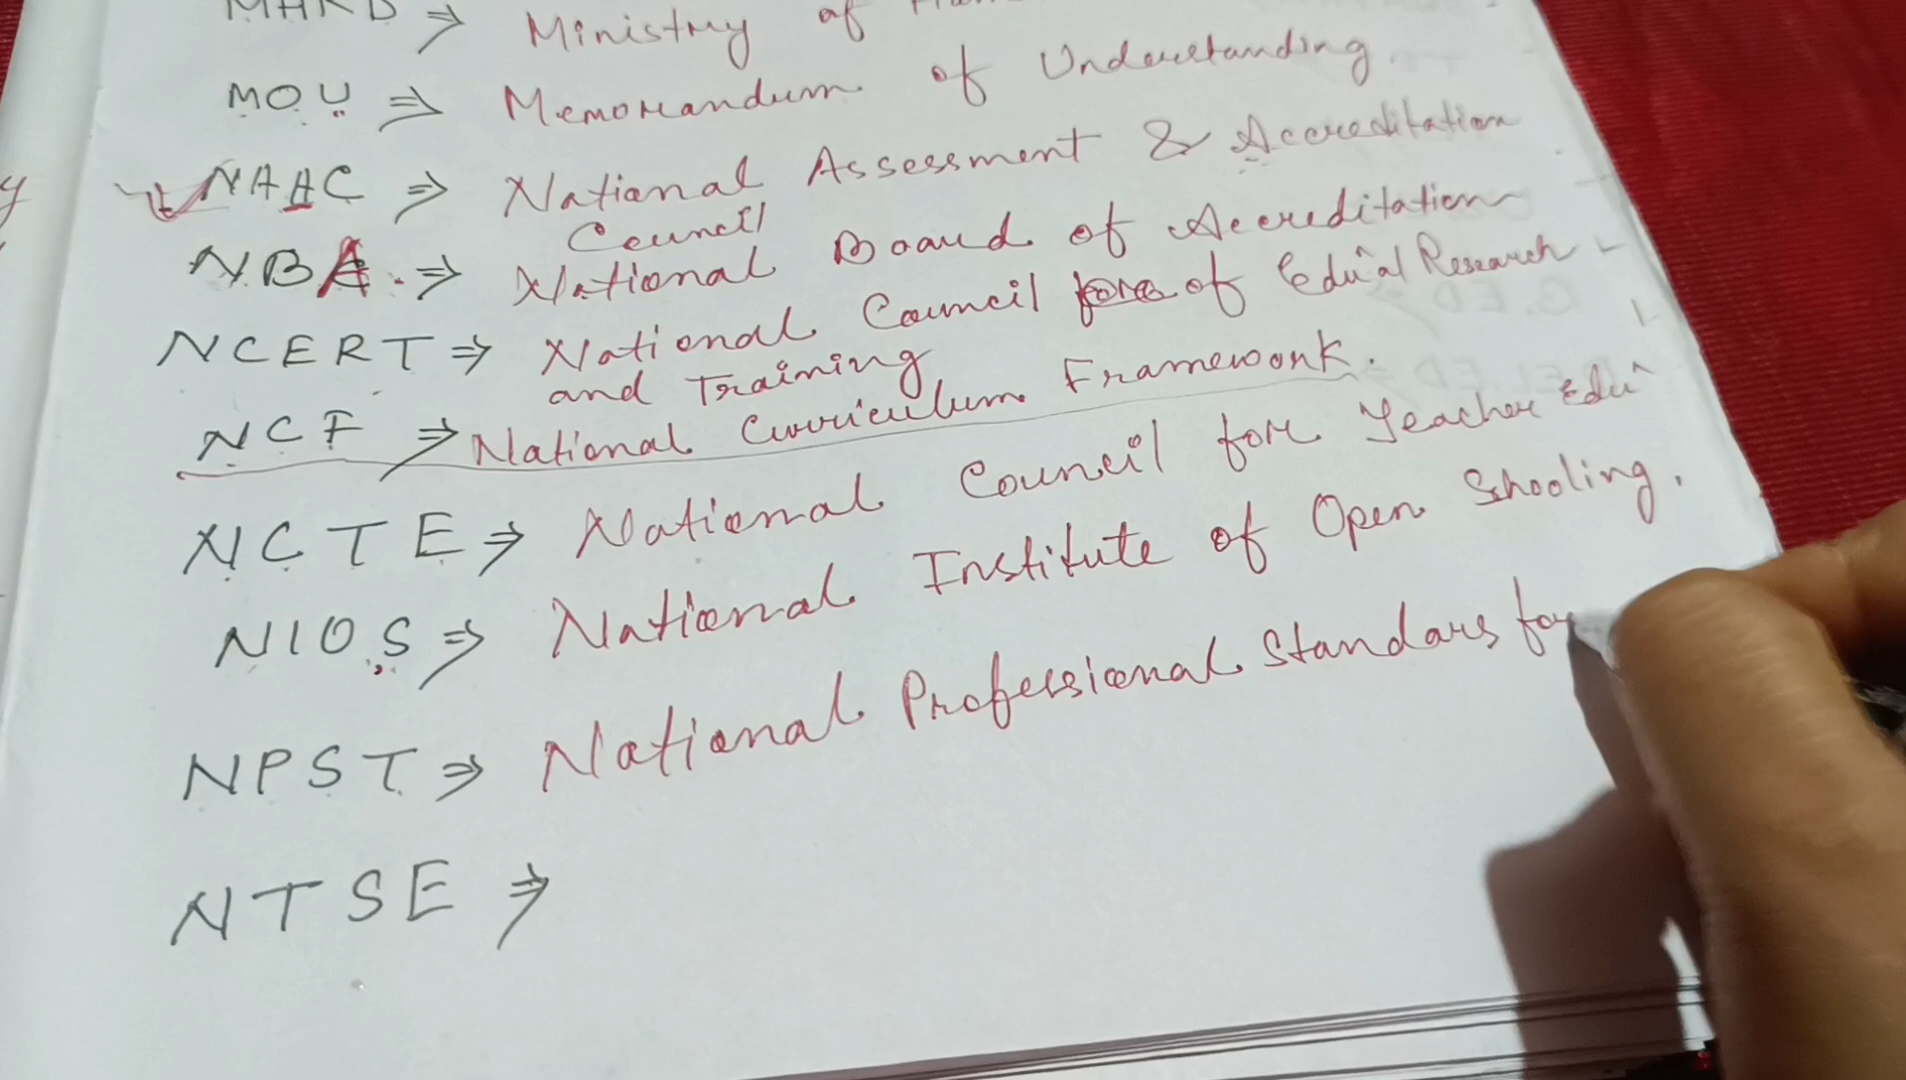 MHRD ⇒ Ministry of
MOU ⇒ Memorandum of Understanding
NAAC ⇒ National Assessment & Accreditation
Council
NBA ⇒ National Board of Accreditation
NCERT ⇒ National Council of Edu'al Research
and Training
NCF ⇒ National Curriculum Framework.
NCTE ⇒ National Council for Teacher Edu^
NIOS ⇒ National Institute of Open Shooling.
NPST ⇒ National Professional Standars for
NTSE ⇒